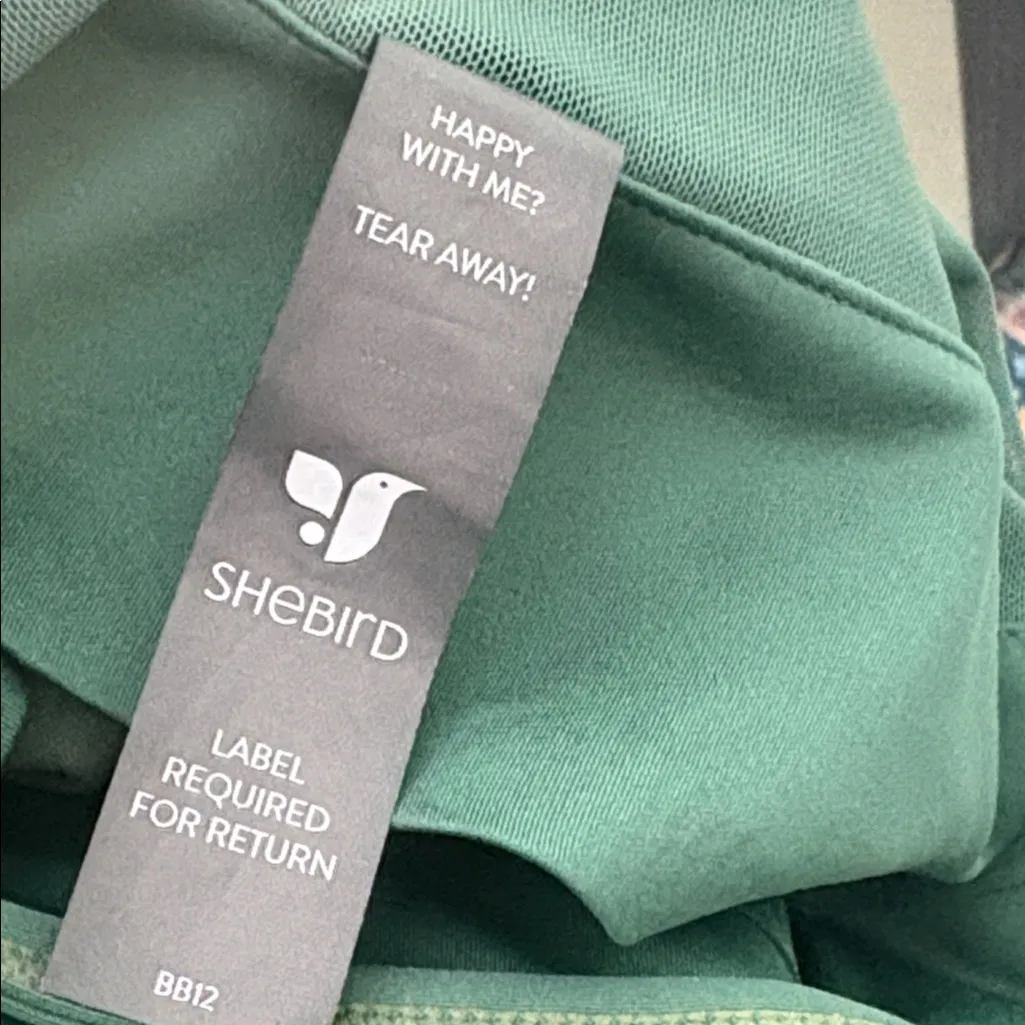 HAPPY
WITH ME?
TEAR AWAY!
SHeBIrD
LABEL
REQUIRED
FOR RETURN
BB12